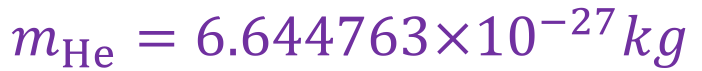 m_He = 6.644763×10^−27 kg